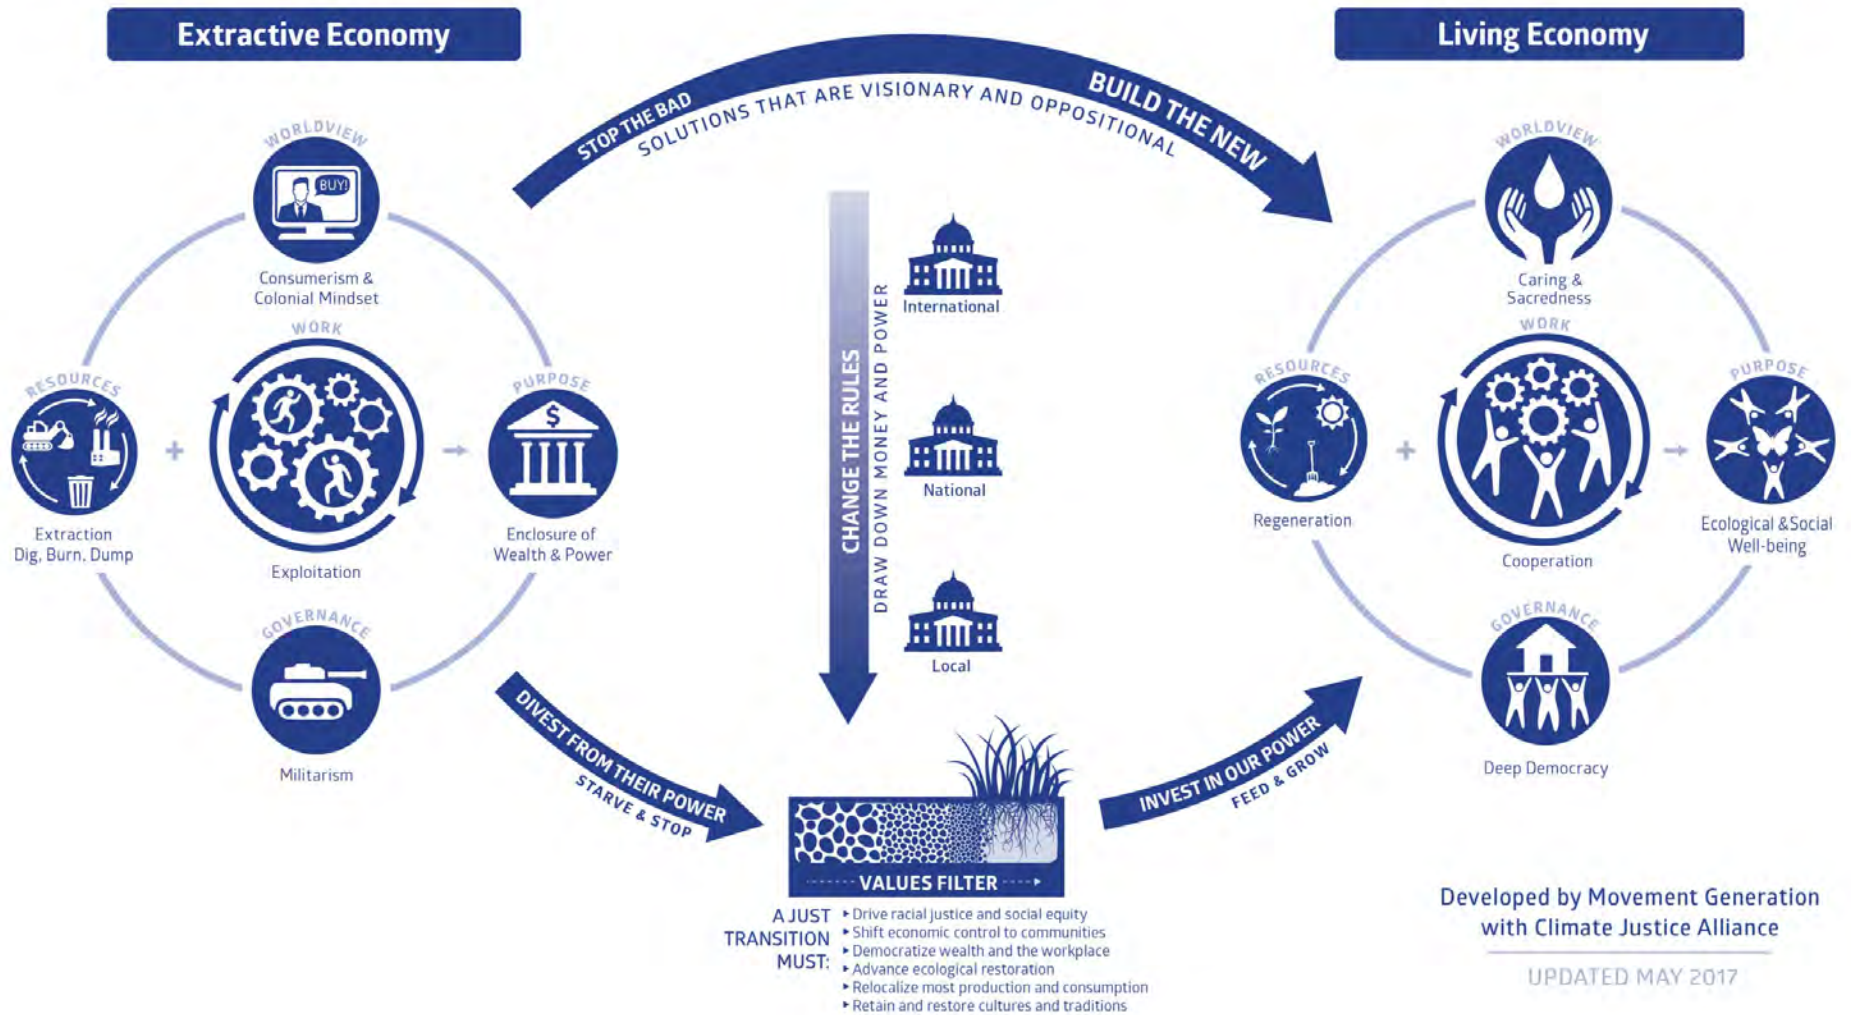 Extractive Economy
Living Economy
STOP THE BAD
BUILD THE NEW
SOLUTIONS THAT ARE VISIONARY AND OPPOSITIONAL
WORLDVIEW
BUY!
Consumerism &
Colonial Mindset
RESOURCES
Extraction
Dig, Burn, Dump
+
WORK
Exploitation
PURPOSE
$
Enclosure of
Wealth & Power
GOVERNANCE
Militarism
CHANGE THE RULES
DRAW DOWN MONEY AND POWER
International
National
Local
DIVEST FROM THEIR POWER
STARVE & STOP
VALUES FILTER
INVEST IN OUR POWER
FEED & GROW
A JUST
TRANSITION
MUST:
Drive racial justice and social equity
Shift economic control to communities
Democratize wealth and the workplace
Advance ecological restoration
Relocalize most production and consumption
Retain and restore cultures and traditions
WORLDVIEW
Caring &
Sacredness
RESOURCES
Regeneration
+
WORK
Cooperation
PURPOSE
Ecological & Social
Well-being
GOVERNANCE
Deep Democracy
Developed by Movement Generation
with Climate Justice Alliance
UPDATED MAY 2017